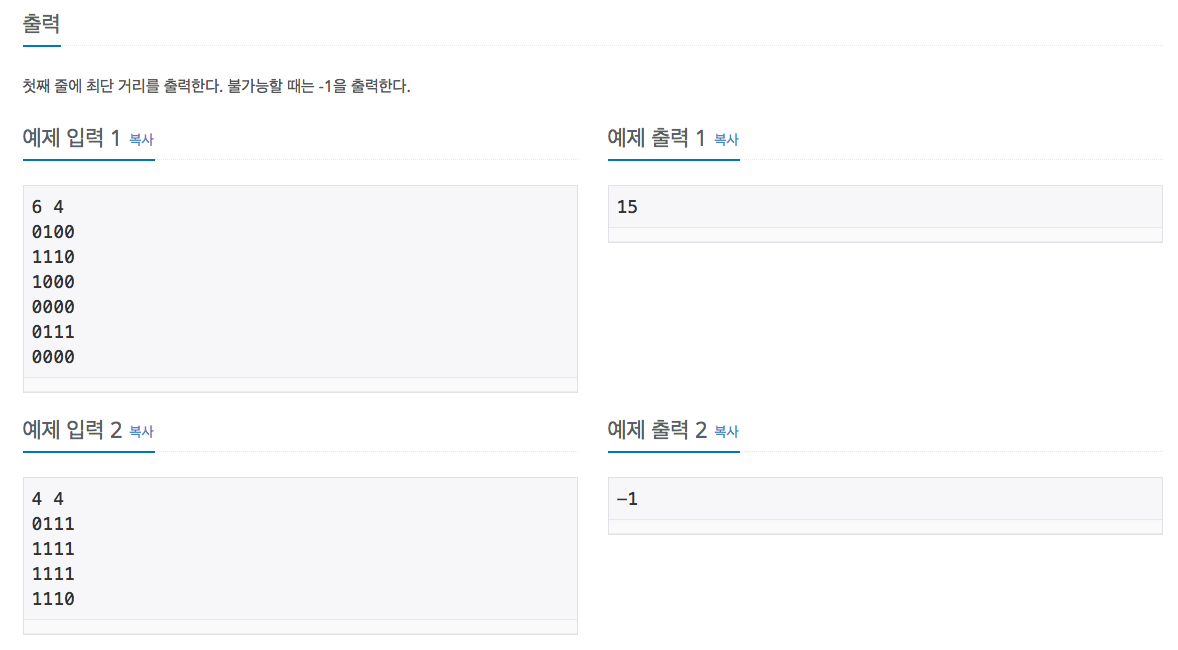 출력
첫째 줄에 최단 거리를 출력한다. 불가능할 때는 -1을 출력한다.
예제 입력 1 복사
6 4
0100
1110
1000
0000
0111
0000
예제 출력 1 복사
15
예제 입력 2 복사
4 4
0111
1111
1111
1110
예제 출력 2 복사
-1